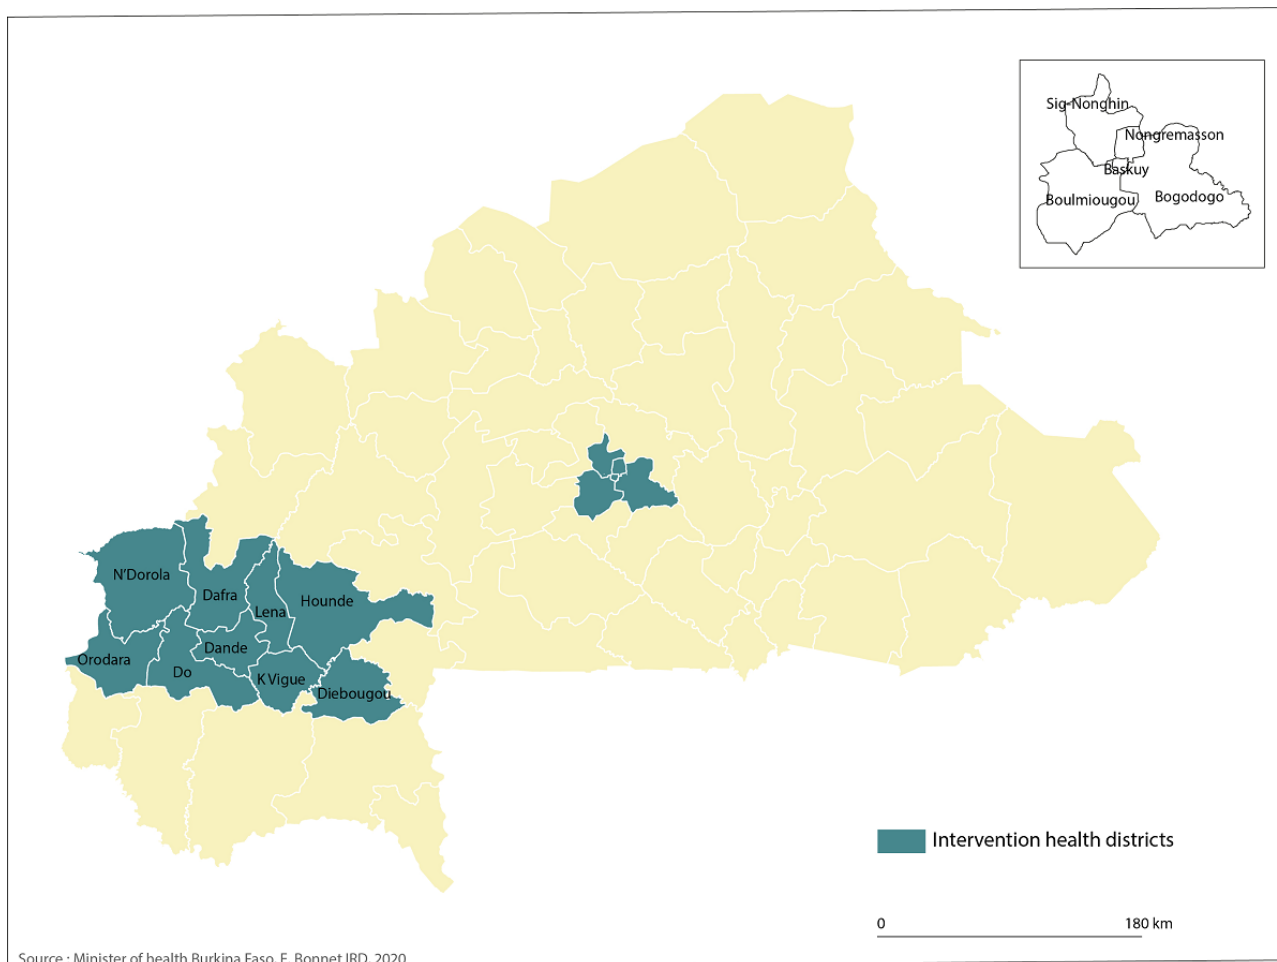 Sig-Nonghin
Nongremasson
Baskuy
Boulmiougou
Bogodogo
N'Dorola
Dafra
Lena
Hounde
Orodara
Dande
Do
K Vigue
Diebougou
Intervention health districts
0 180 km
Source : Minister of health Burkina Faso, E. Bonnet IRD, 2020